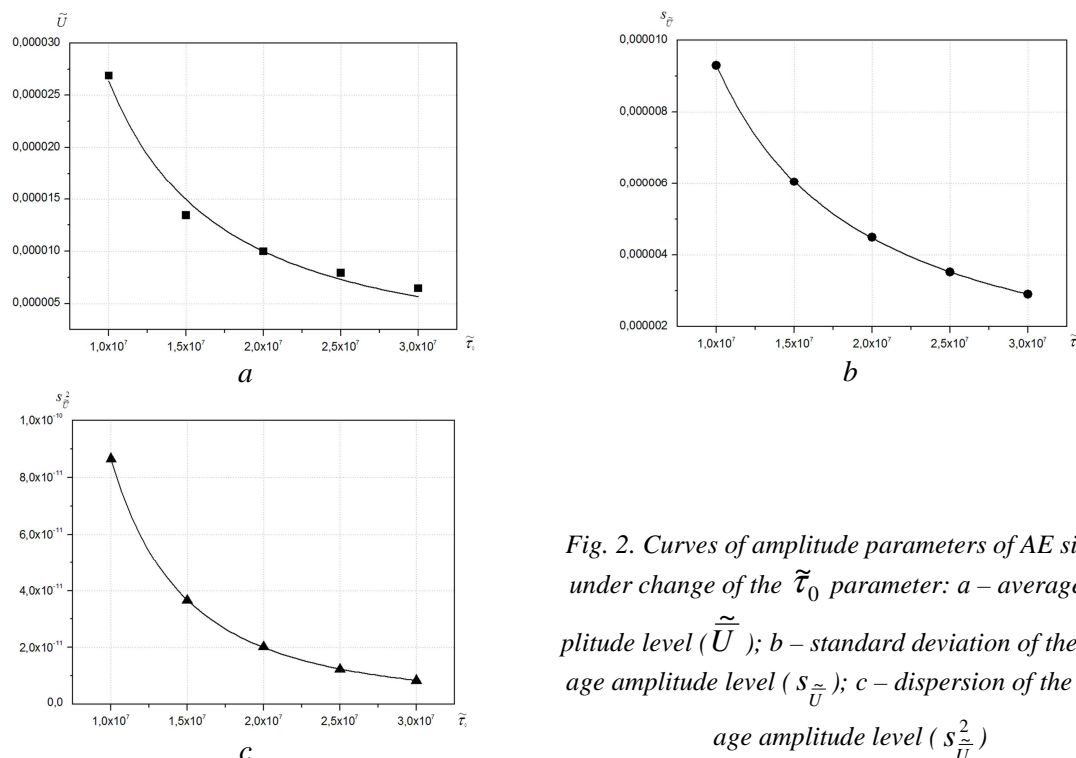 Ũ
0,000030
0,000025
0,000020
0,000015
0,000010
0,000005
1,0x10⁷ 1,5x10⁷ 2,0x10⁷ 2,5x10⁷ 3,0x10⁷ τ̃₀
a
s_Ũ
0,000010
0,000008
0,000006
0,000004
0,000002
1,0x10⁷ 1,5x10⁷ 2,0x10⁷ 2,5x10⁷ 3,0x10⁷ τ̃
b
s²_Ũ
1,0x10⁻¹⁰
8,0x10⁻¹¹
6,0x10⁻¹¹
4,0x10⁻¹¹
2,0x10⁻¹¹
0,0
1,0x10⁷ 1,5x10⁷ 2,0x10⁷ 2,5x10⁷ 3,0x10⁷ τ̃₀
c
Fig. 2. Curves of amplitude parameters of AE si
under change of the τ̃₀ parameter: a – average
plitude level ( Ũ̅ ); b – standard deviation of the
age amplitude level ( s_Ũ̅ ); c – dispersion of the
age amplitude level ( s²_Ũ̅ )